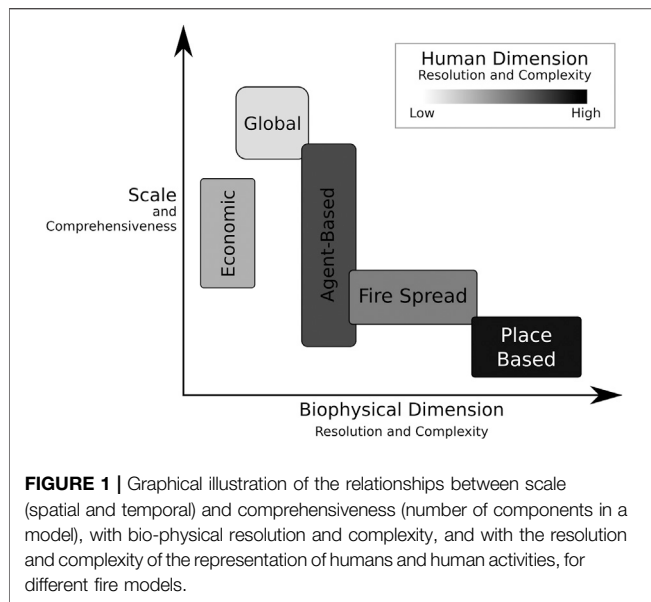 Human Dimension
Resolution and Complexity
Low High
Global
Scale
and
Comprehensiveness
Economic
Agent-Based
Fire Spread
Place
Based
Biophysical Dimension
Resolution and Complexity
FIGURE 1 | Graphical illustration of the relationships between scale
(spatial and temporal) and comprehensiveness (number of components in a
model), with bio-physical resolution and complexity, and with the resolution
and complexity of the representation of humans and human activities, for
different fire models.